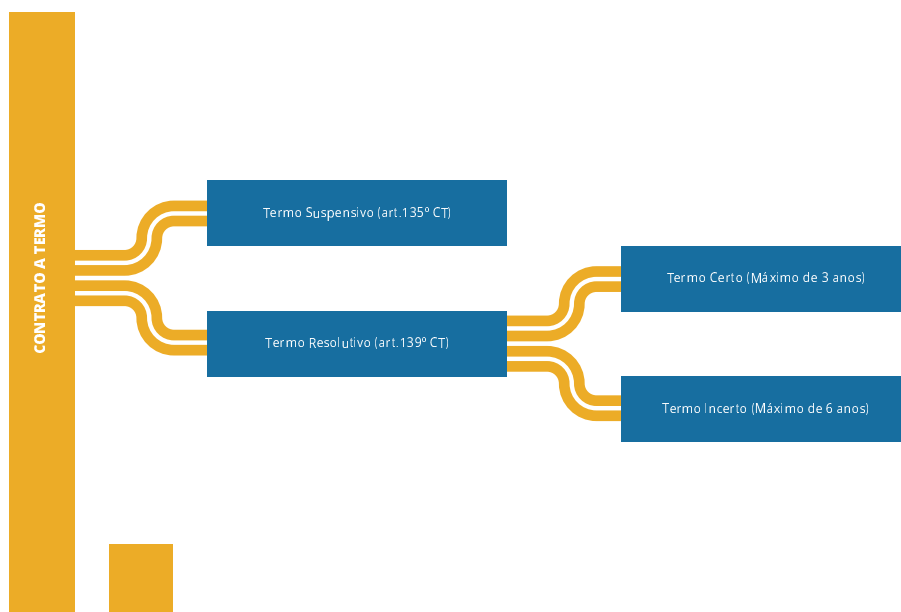 CONTRATO A TERMO
Termo Suspensivo (art.135º CT)
Termo Resolutivo (art.139º CT)
Termo Certo (Máximo de 3 anos)
Termo Incerto (Máximo de 6 anos)